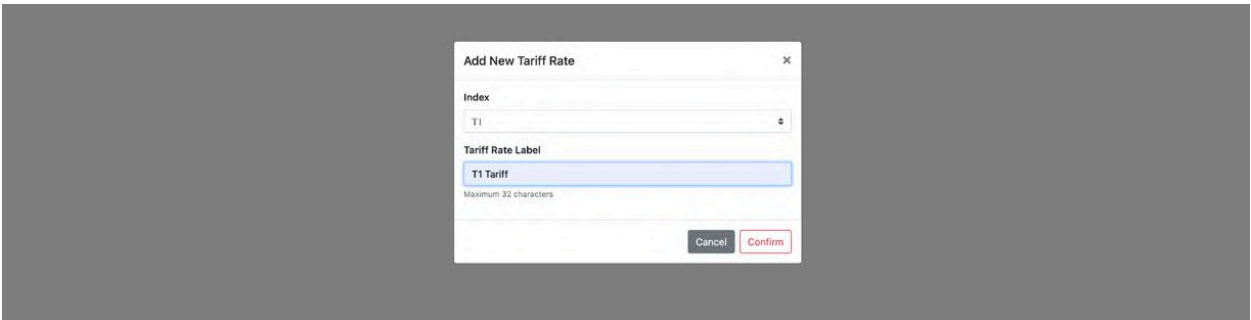 Add New Tariff Rate ×
Index
T1
Tariff Rate Label
T1 Tariff
Maximum 32 characters
Cancel Confirm